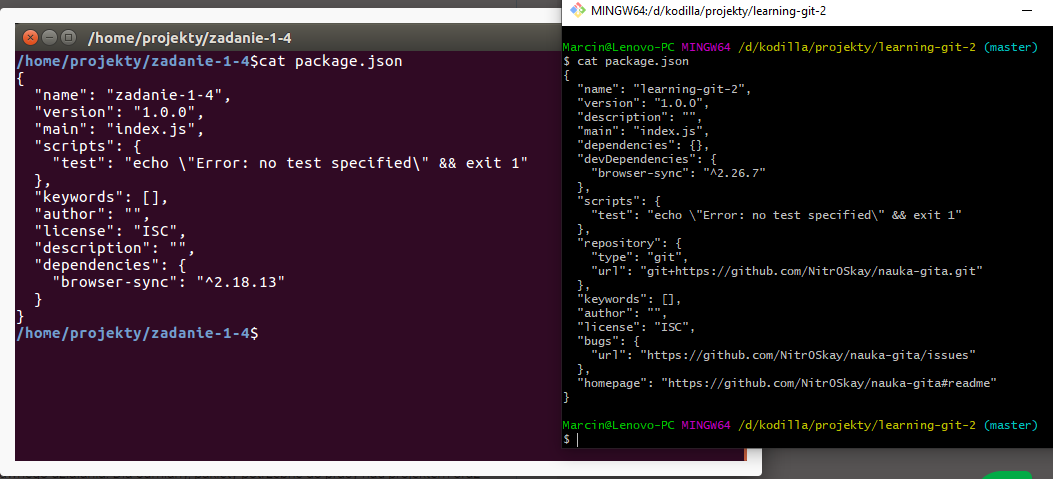 /home/projekty/zadanie-1-4
/home/projekty/zadanie-1-4$cat package.json
{
  "name": "zadanie-1-4",
  "version": "1.0.0",
  "main": "index.js",
  "scripts": {
    "test": "echo \"Error: no test specified\" && exit 1"
  },
  "keywords": [],
  "author": "",
  "license": "ISC",
  "description": "",
  "dependencies": {
    "browser-sync": "^2.18.13"
  }
}
/home/projekty/zadanie-1-4$
MINGW64:/d/kodilla/projekty/learning-git-2
Marcin@Lenovo-PC MINGW64 /d/kodilla/projekty/learning-git-2 (master)
$ cat package.json
{
  "name": "learning-git-2",
  "version": "1.0.0",
  "description": "",
  "main": "index.js",
  "dependencies": {},
  "devDependencies": {
    "browser-sync": "^2.26.7"
  },
  "scripts": {
    "test": "echo \"Error: no test specified\" && exit 1"
  },
  "repository": {
    "type": "git",
    "url": "git+https://github.com/NitrOSkay/nauka-gita.git"
  },
  "keywords": [],
  "author": "",
  "license": "ISC",
  "bugs": {
    "url": "https://github.com/NitrOSkay/nauka-gita/issues"
  },
  "homepage": "https://github.com/NitrOSkay/nauka-gita#readme"
}
Marcin@Lenovo-PC MINGW64 /d/kodilla/projekty/learning-git-2 (master)
$